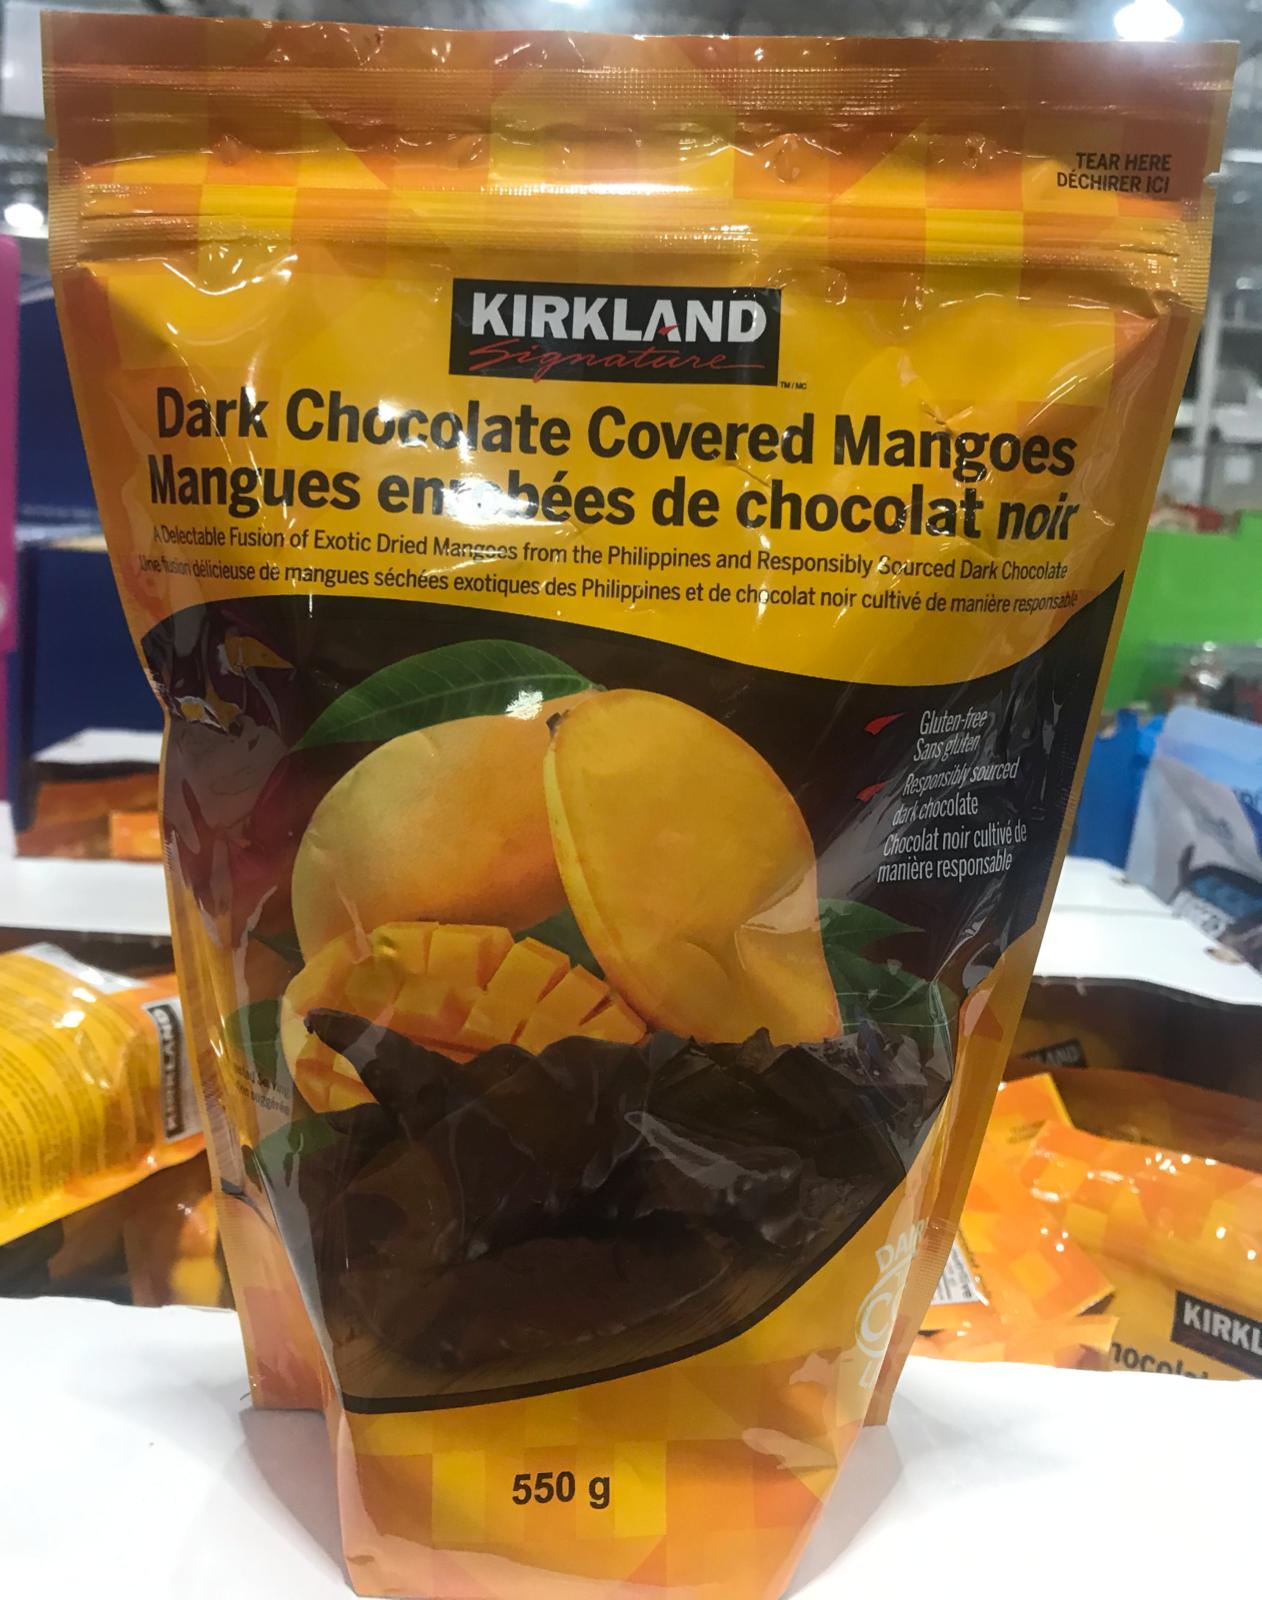 TEAR HERE
DÉCHIRER ICI
KIRKLAND
Signature
TM/MC
Dark Chocolate Covered Mangoes
Mangues enrobées de chocolat noir
A Delectable Fusion of Exotic Dried Mangoes from the Philippines and Responsibly Sourced Dark Chocolate
Une fusion délicieuse de mangues séchées exotiques des Philippines et de chocolat noir cultivé de manière responsable
Gluten-free
Sans gluten
Responsibly sourced
dark chocolate
Chocolat noir cultivé de
manière responsable
550 g
KIRKLAND